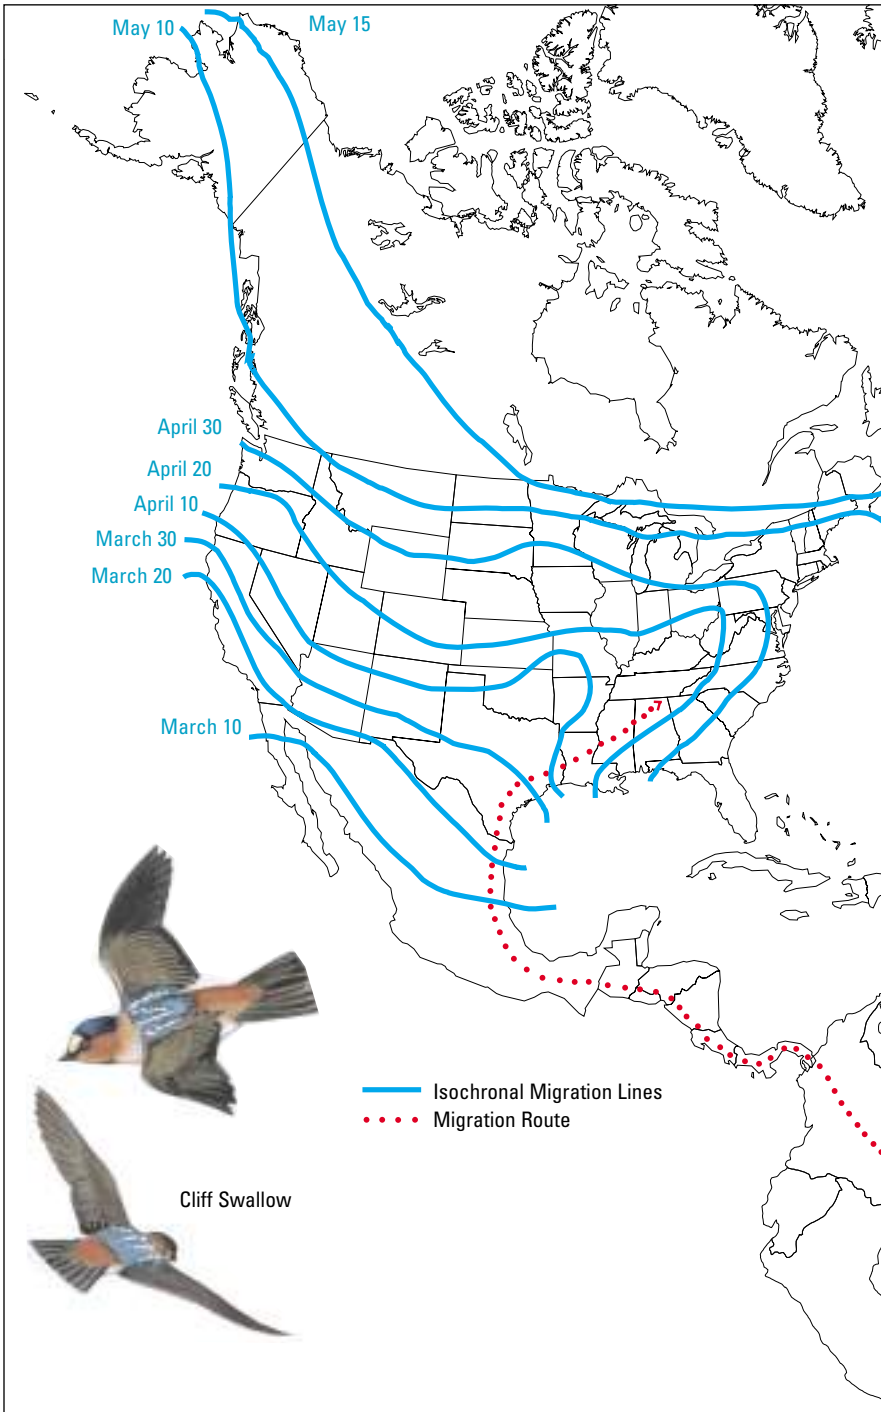 May 10
May 15
April 30
April 20
April 10
March 30
March 20
March 10
Isochronal Migration Lines
Migration Route
Cliff Swallow